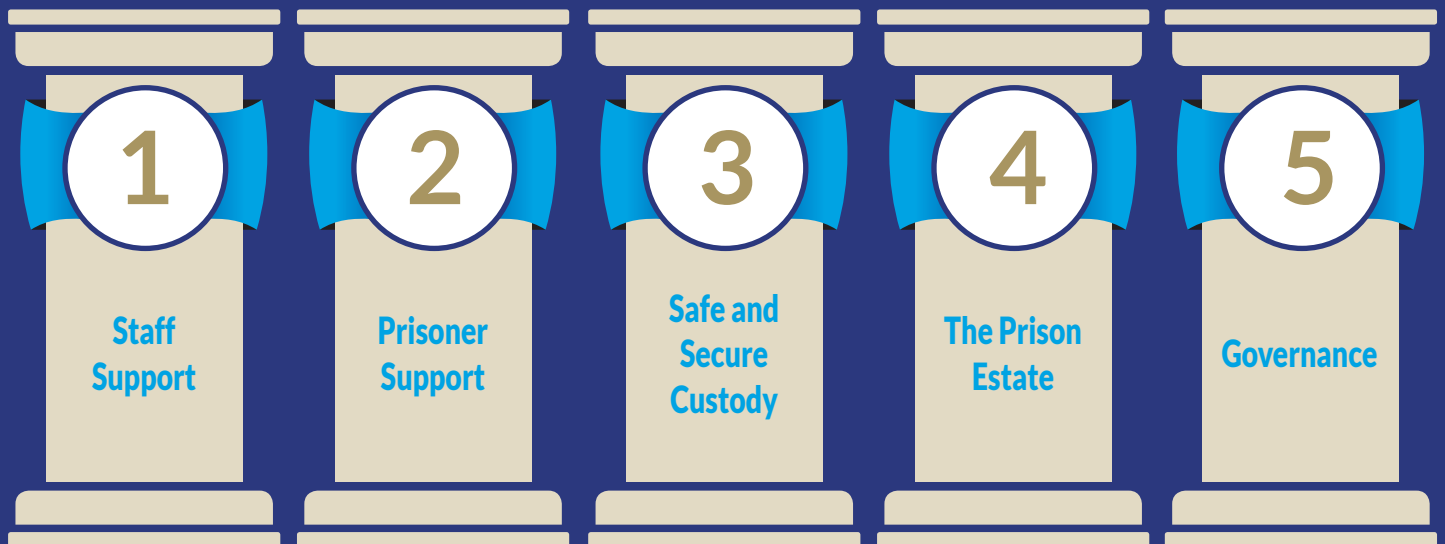 1
Staff
Support
2
Prisoner
Support
3
Safe and
Secure
Custody
4
The Prison
Estate
5
Governance